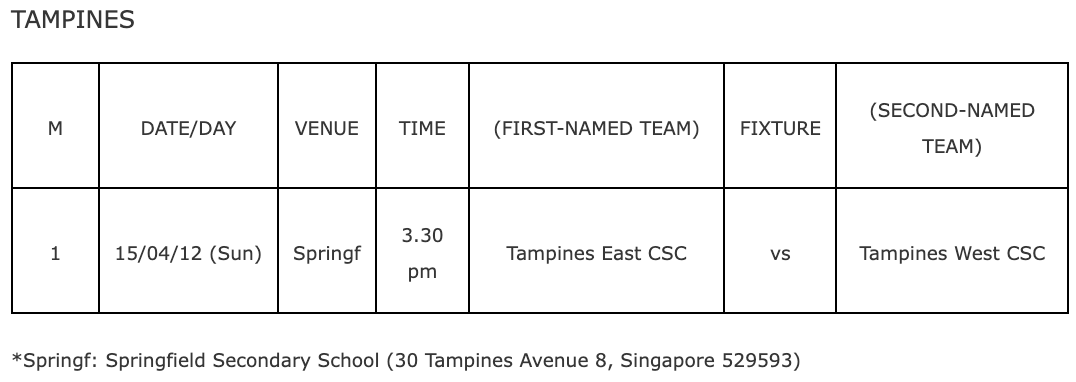 TAMPINES
M DATE/DAY VENUE TIME (FIRST-NAMED TEAM) FIXTURE (SECOND-NAMED TEAM)
1 15/04/12 (Sun) Springf 3.30 pm Tampines East CSC vs Tampines West CSC
*Springf: Springfield Secondary School (30 Tampines Avenue 8, Singapore 529593)